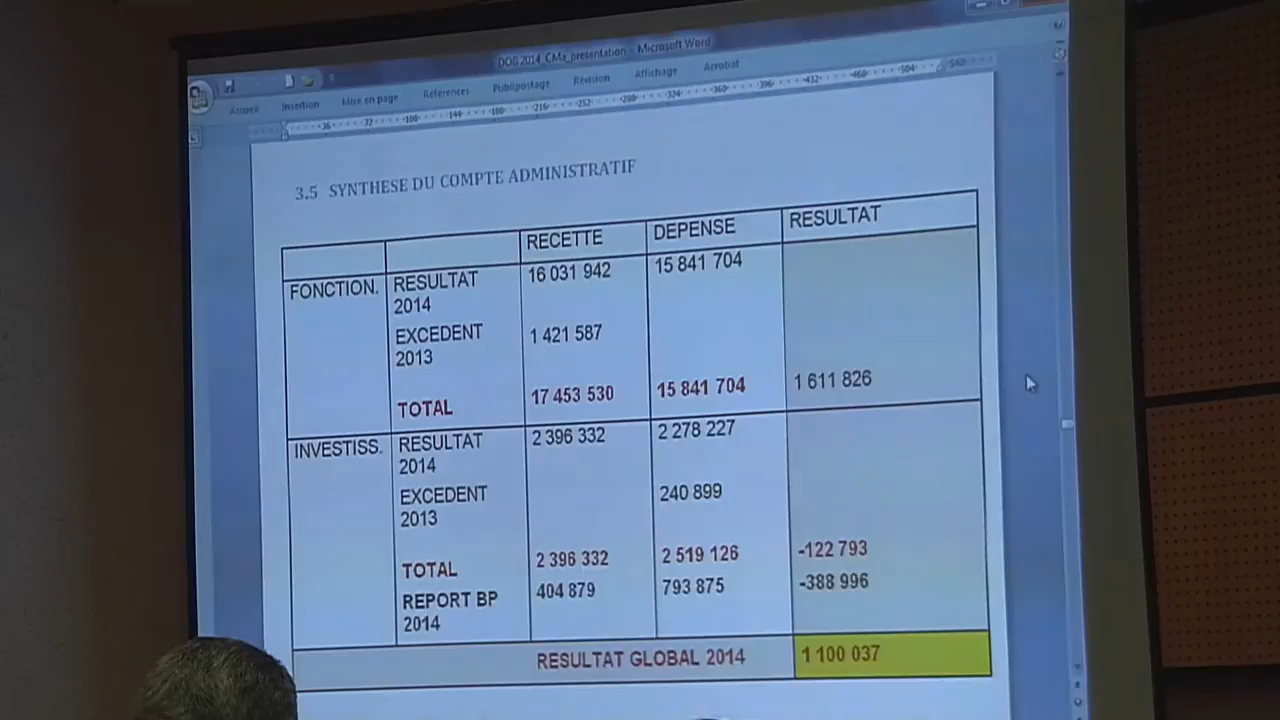 DOB 2014_CMa_presentation - Microsoft Word
Accueil Insertion Mise en page Références Publipostage Révision Affichage Acrobat
3.5 SYNTHESE DU COMPTE ADMINISTRATIF
RECETTE DEPENSE RESULTAT
FONCTION. RESULTAT 2014 16 031 942 15 841 704
EXCEDENT 2013 1 421 587
TOTAL 17 453 530 15 841 704 1 611 826
INVESTISS. RESULTAT 2014 2 396 332 2 278 227
EXCEDENT 2013 240 899
TOTAL 2 396 332 2 519 126 -122 793
REPORT BP 2014 404 879 793 875 -388 996
RESULTAT GLOBAL 2014 1 100 037